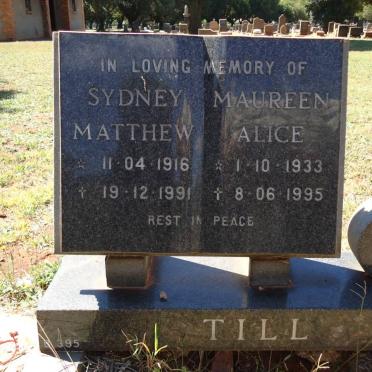 IN LOVING MEMORY OF
SYDNEY MAUREEN
MATTHEW ALICE
☆ 11·04·1916 ☆ 1·10·1933
✝ 19·12·1991 ✝ 8·06·1995
REST IN PEACE
TILL
395